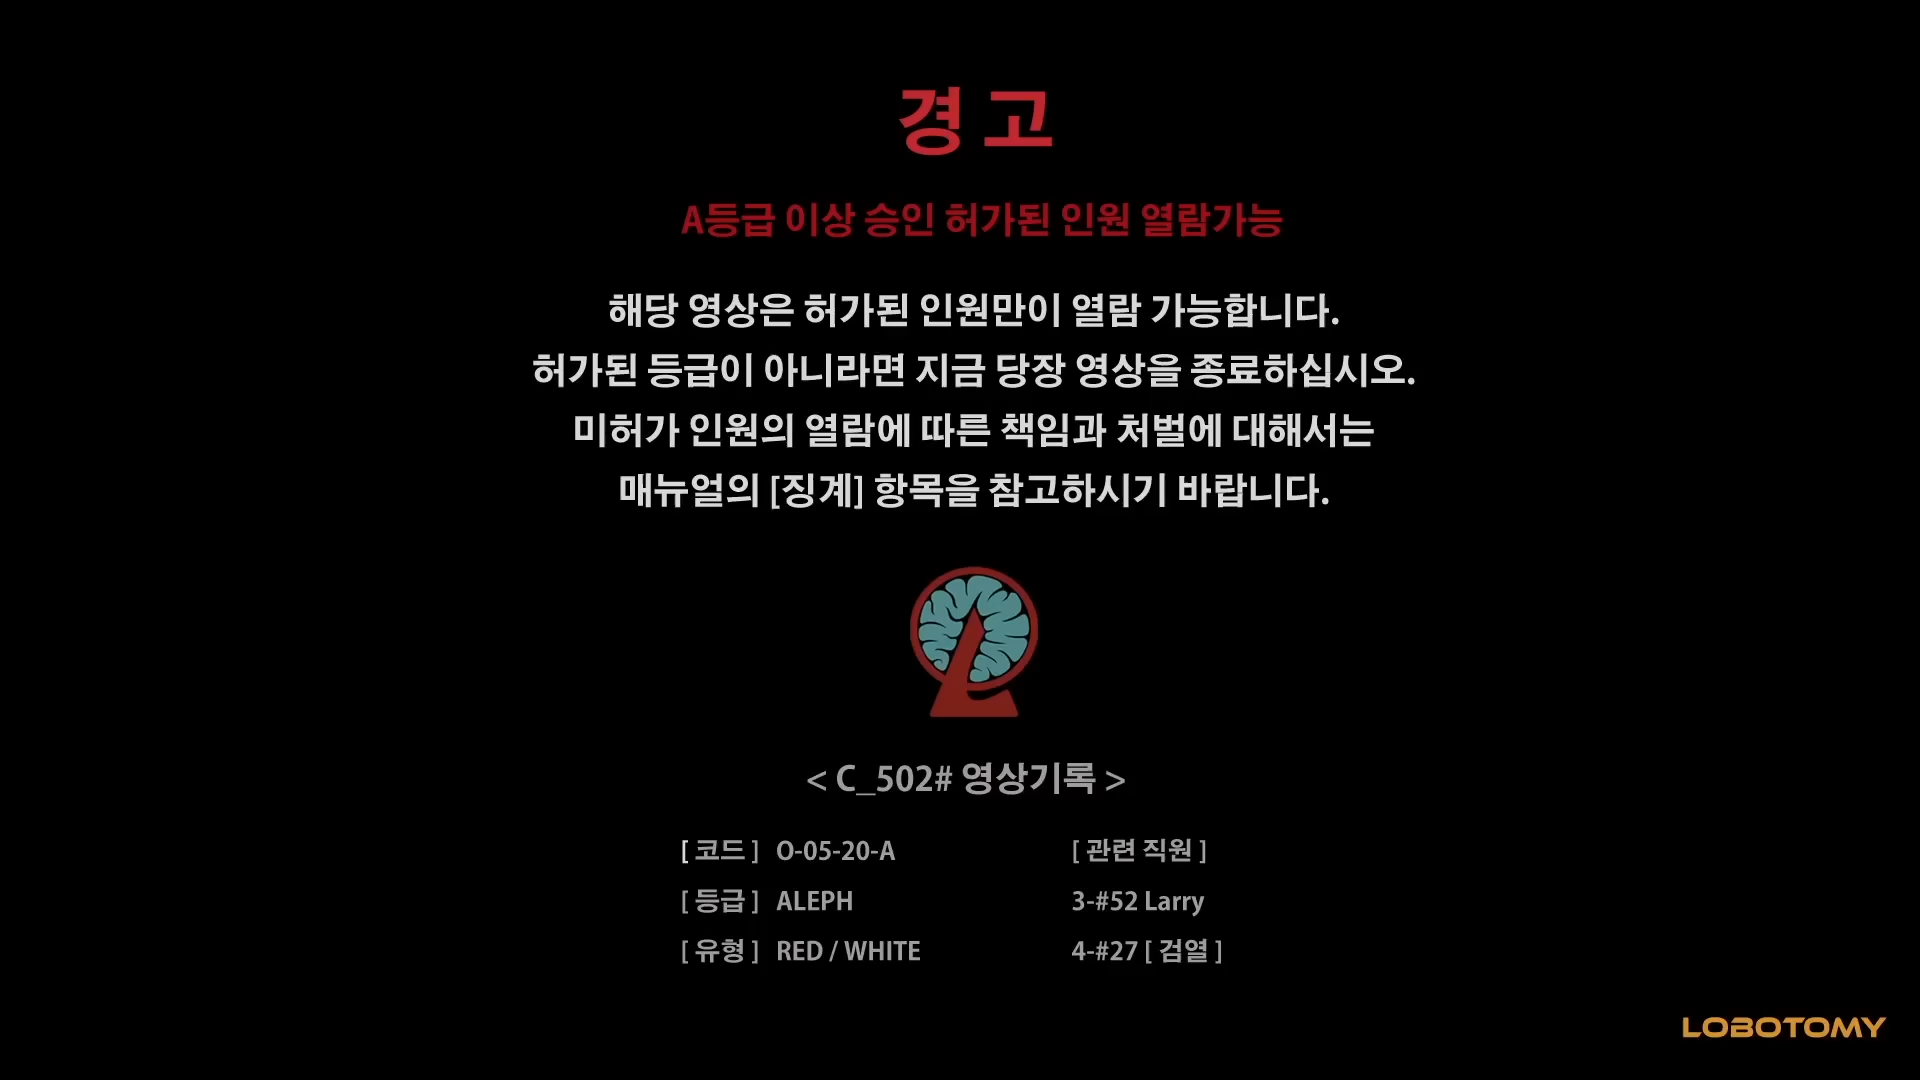 경고
A등급 이상 승인 허가된 인원 열람가능
해당 영상은 허가된 인원만이 열람 가능합니다.
허가된 등급이 아니라면 지금 당장 영상을 종료하십시오.
미허가 인원의 열람에 따른 책임과 처벌에 대해서는
매뉴얼의 [징계] 항목을 참고하시기 바랍니다.
< C_502# 영상기록 >
[ 코드 ] O-05-20-A
[ 등급 ] ALEPH
[ 유형 ] RED / WHITE
[ 관련 직원 ]
3-#52 Larry
4-#27 [ 검열 ]
LOBOTOMY